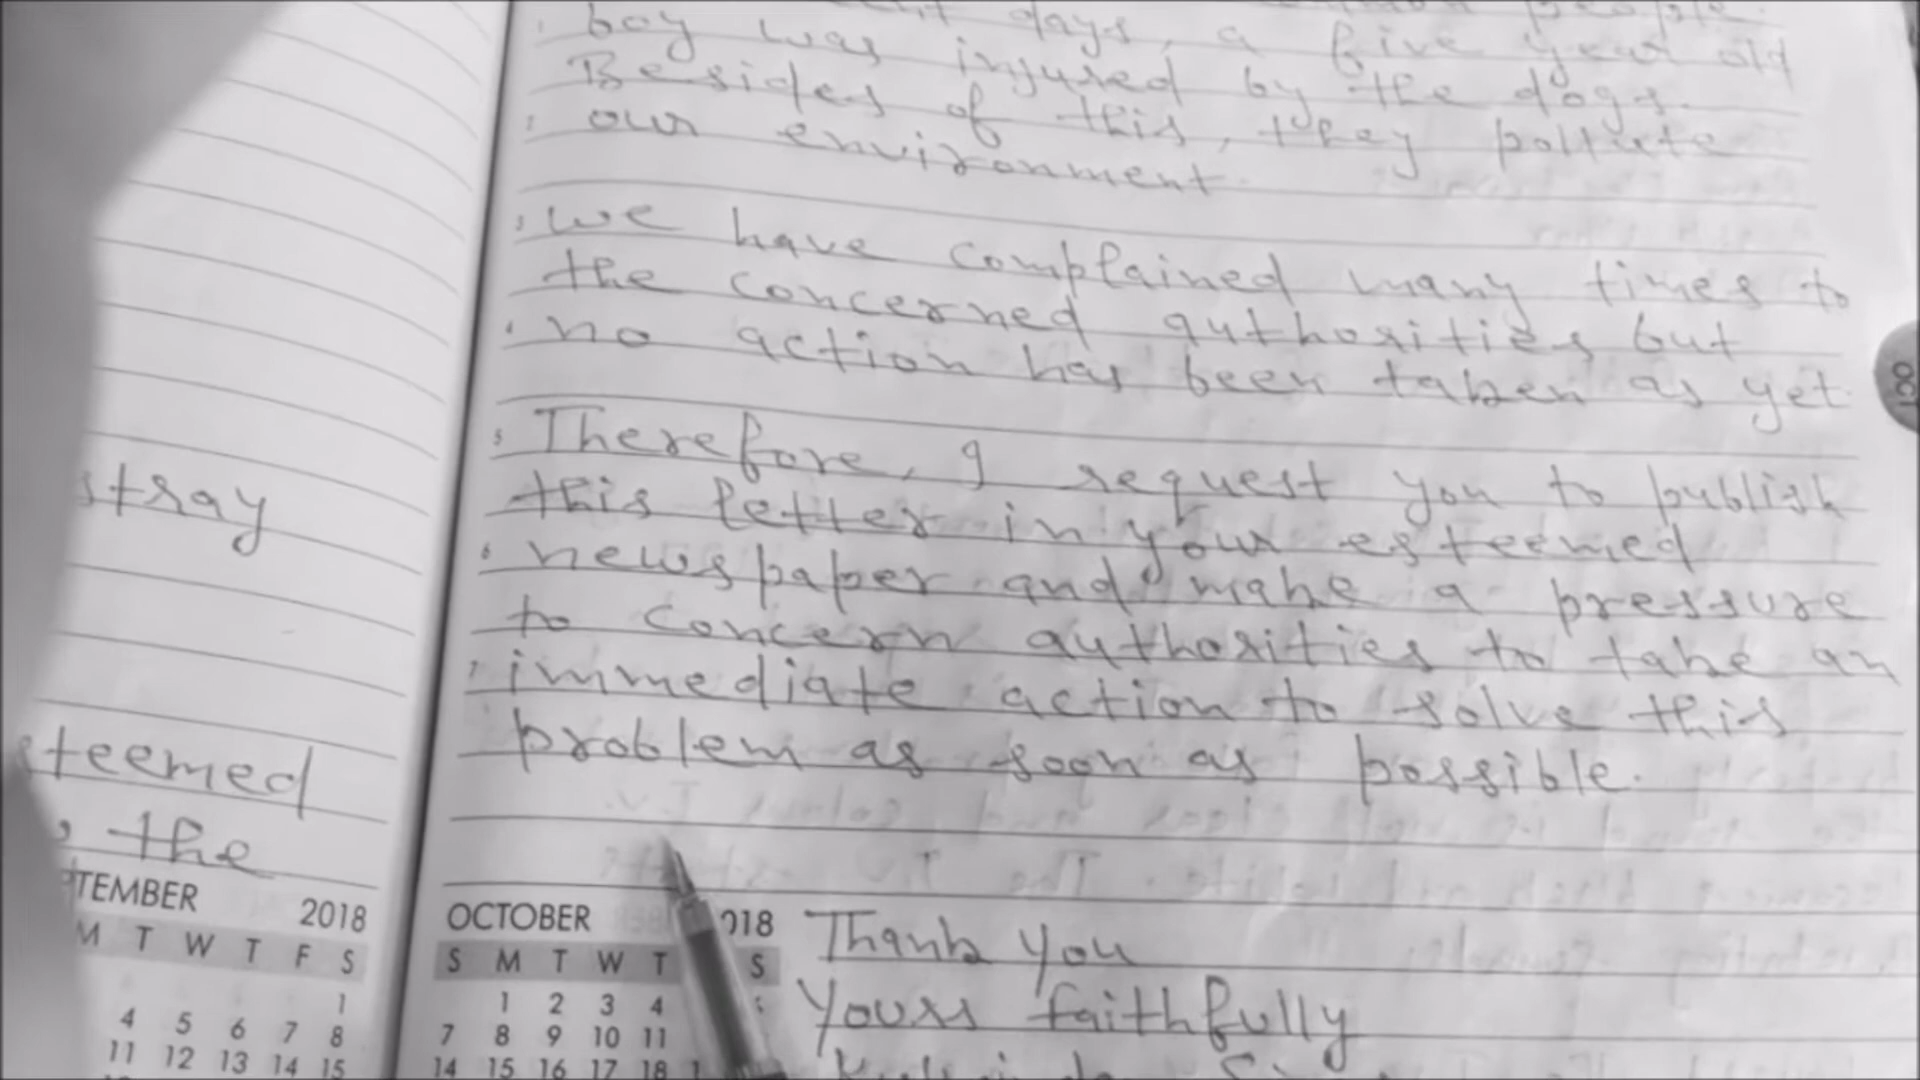 stray
teemed
, the
TEMBER 2018
M T W T F S
1
4 5 6 7 8
11 12 13 14 15
days, a five year old
boy was injured by the dogs.
Besides of this, they pollute
our environment.
we have complained many times to
the concerned authorities but
no action has been taken as yet.
Therefore, I request you to publish
this letter in your esteemed
newspaper and make a pressure
to concern authorities to take an
immediate action to solve this
problem as soon as possible.
OCTOBER 018
S M T W T S
1 2 3 4
7 8 9 10 11
14 15 16 17 18
Thank you
Yours faithfully